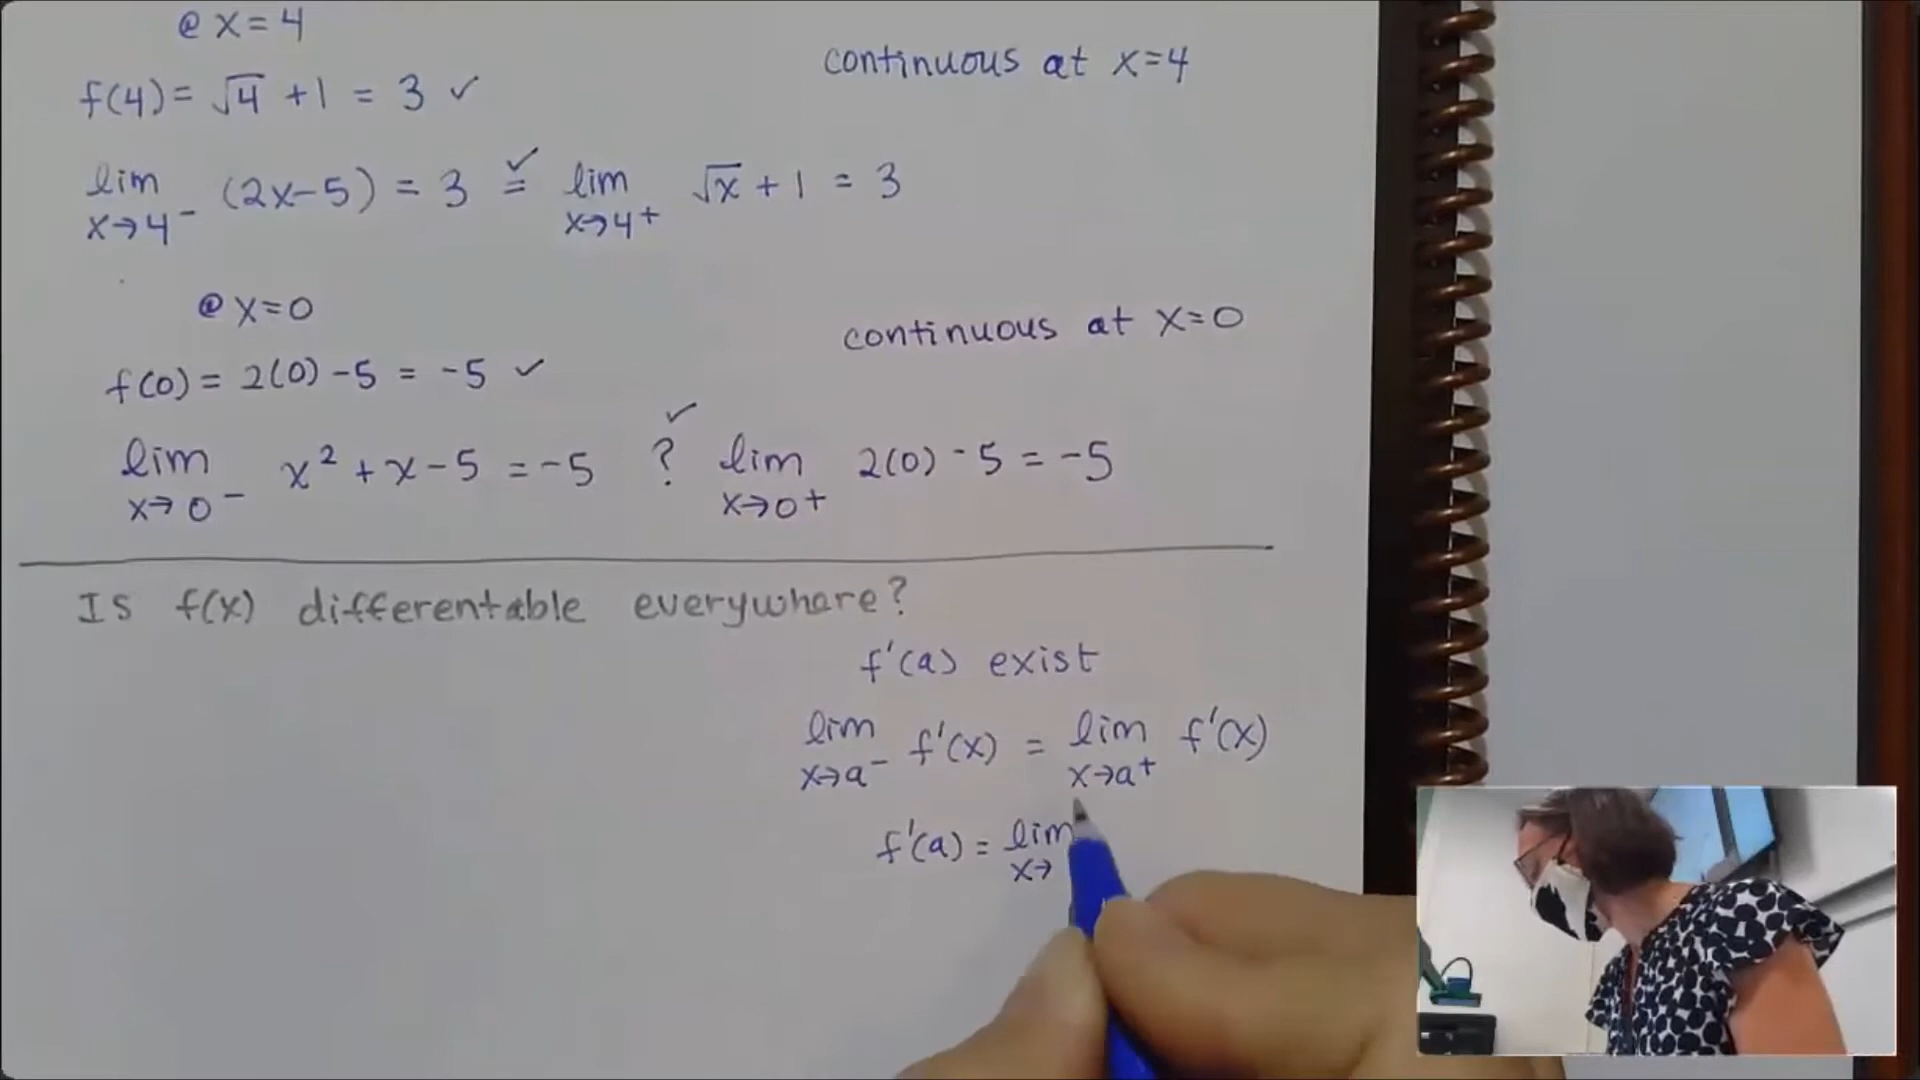 @ x=4
continuous at x=4
f(4) = √4 + 1 = 3 ✓
lim x→4⁻ (2x-5) = 3 ≟ ✓ lim x→4⁺ √x + 1 = 3
@ x=0
continuous at x=0
f(0) = 2(0) - 5 = -5 ✓
lim x→0⁻ x² + x - 5 = -5 ? ✓ lim x→0⁺ 2(0) - 5 = -5
Is f(x) differentable everywhere?
f'(a) exist
lim x→a⁻ f'(x) = lim x→a⁺ f'(x)
f'(a) = lim x→